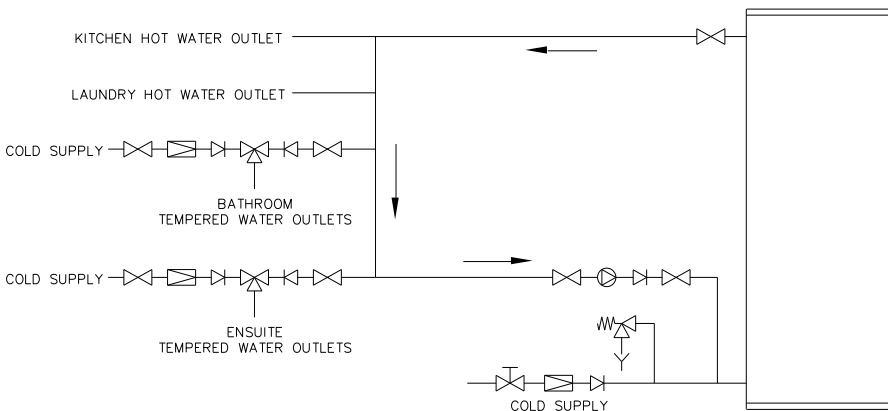 KITCHEN HOT WATER OUTLET
LAUNDRY HOT WATER OUTLET
COLD SUPPLY
BATHROOM
TEMPERED WATER OUTLETS
COLD SUPPLY
ENSUITE
TEMPERED WATER OUTLETS
COLD SUPPLY